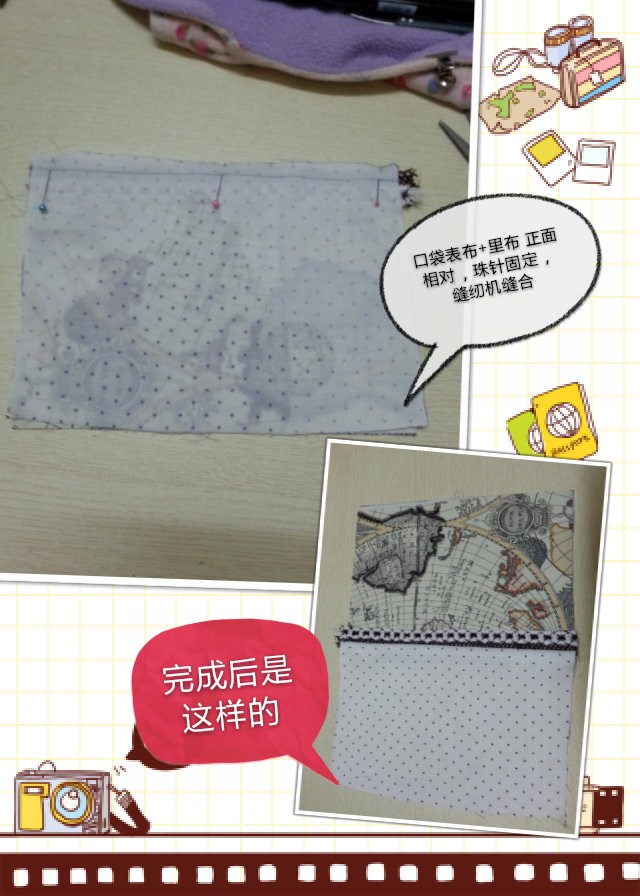 口袋表布+里布 正面
相对，珠针固定，
缝纫机缝合
完成后是
这样的